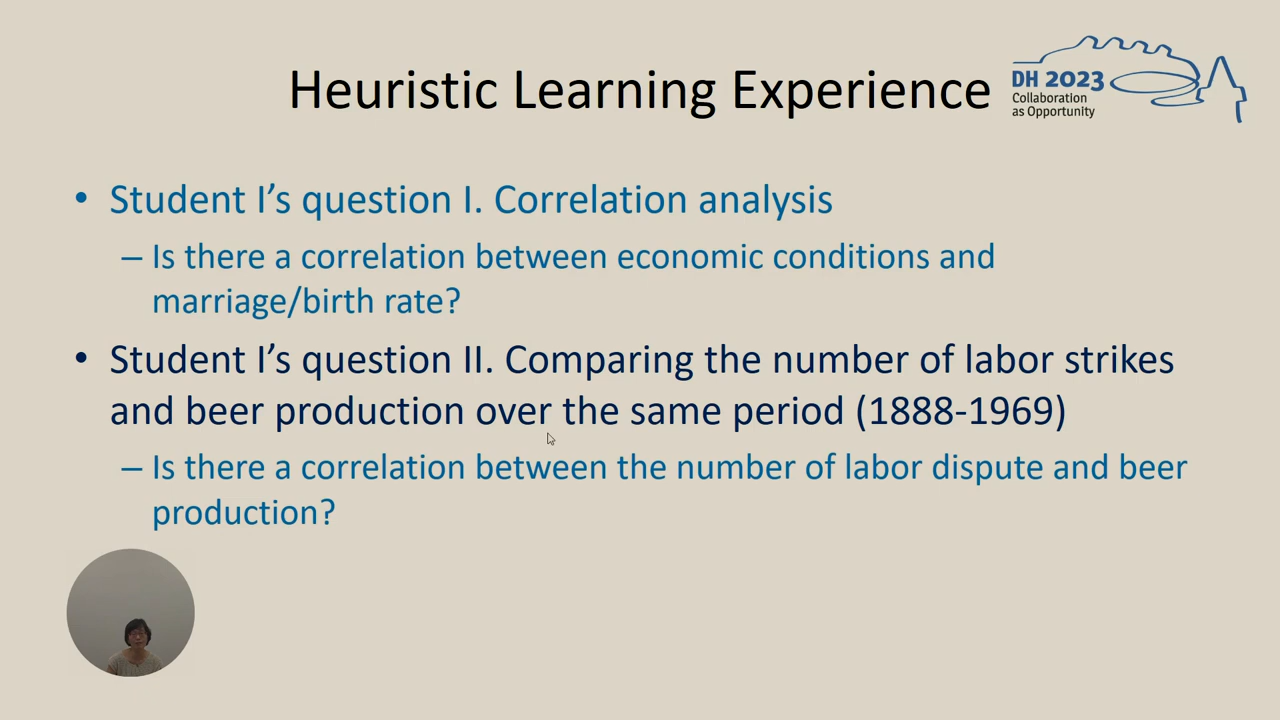 Heuristic Learning Experience
DH 2023
Collaboration
as Opportunity
• Student I’s question I. Correlation analysis
– Is there a correlation between economic conditions and
marriage/birth rate?
• Student I’s question II. Comparing the number of labor strikes
and beer production over the same period (1888-1969)
– Is there a correlation between the number of labor dispute and beer
production?